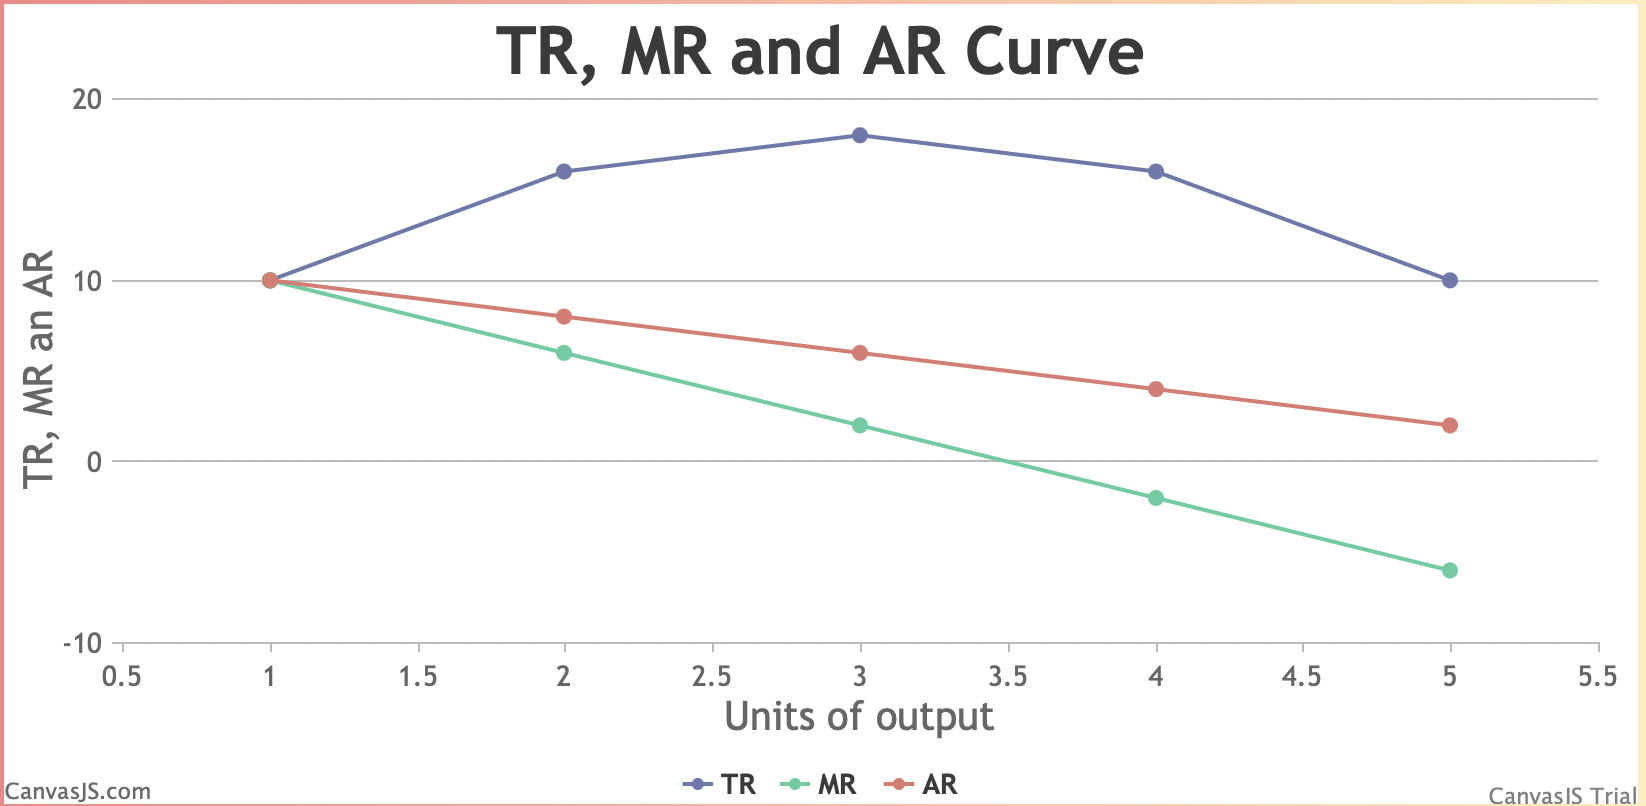 TR, MR and AR Curve
20
10
0
-10
TR, MR an AR
0.5 1 1.5 2 2.5 3 3.5 4 4.5 5 5.5
Units of output
TR MR AR
CanvasJS.com
CanvasJS Trial